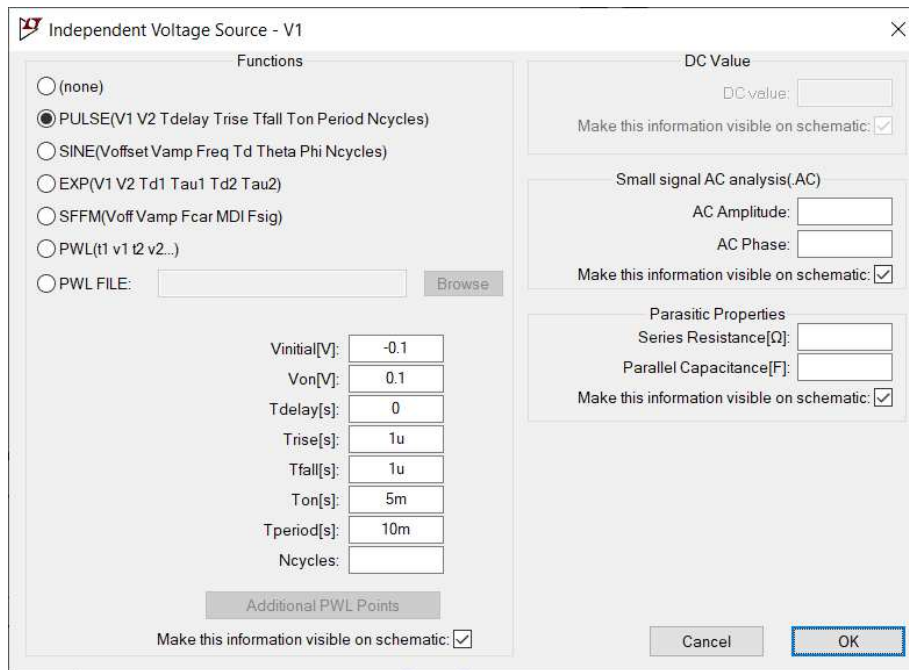 Independent Voltage Source - V1
Functions
(none)
PULSE(V1 V2 Tdelay Trise Tfall Ton Period Ncycles)
SINE(Voffset Vamp Freq Td Theta Phi Ncycles)
EXP(V1 V2 Td1 Tau1 Td2 Tau2)
SFFM(Voff Vamp Fcar MDI Fsig)
PWL(t1 v1 t2 v2...)
PWL FILE:
Browse
Vinitial[V]: -0.1
Von[V]: 0.1
Tdelay[s]: 0
Trise[s]: 1u
Tfall[s]: 1u
Ton[s]: 5m
Tperiod[s]: 10m
Ncycles:
Additional PWL Points
Make this information visible on schematic:
DC Value
DC value:
Make this information visible on schematic:
Small signal AC analysis(.AC)
AC Amplitude:
AC Phase:
Make this information visible on schematic:
Parasitic Properties
Series Resistance[Ω]:
Parallel Capacitance[F]:
Make this information visible on schematic:
Cancel OK